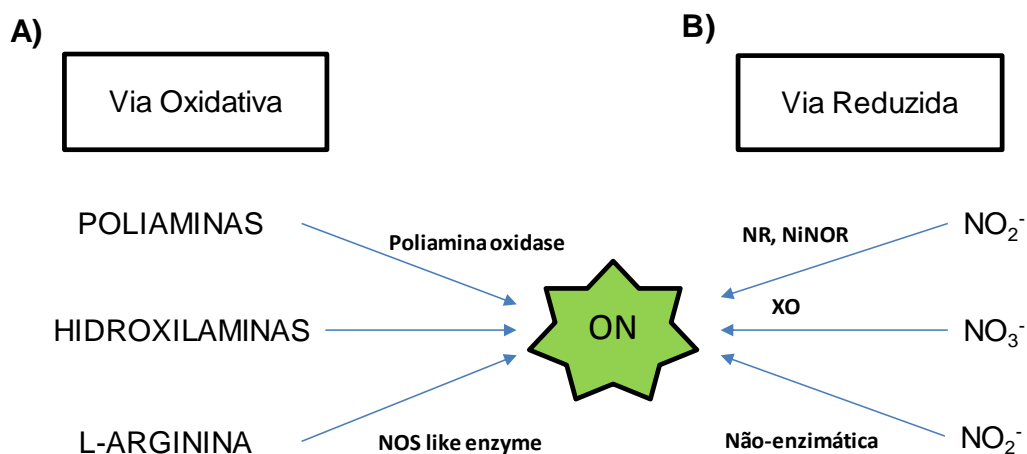 A)
B)
Via Oxidativa
Via Reduzida
POLIAMINAS
Poliamina oxidase
NR, NiNOR
NO₂⁻
HIDROXILAMINAS
ON
XO
NO₃⁻
L-ARGININA
NOS like enzyme
Não-enzimática
NO₂⁻